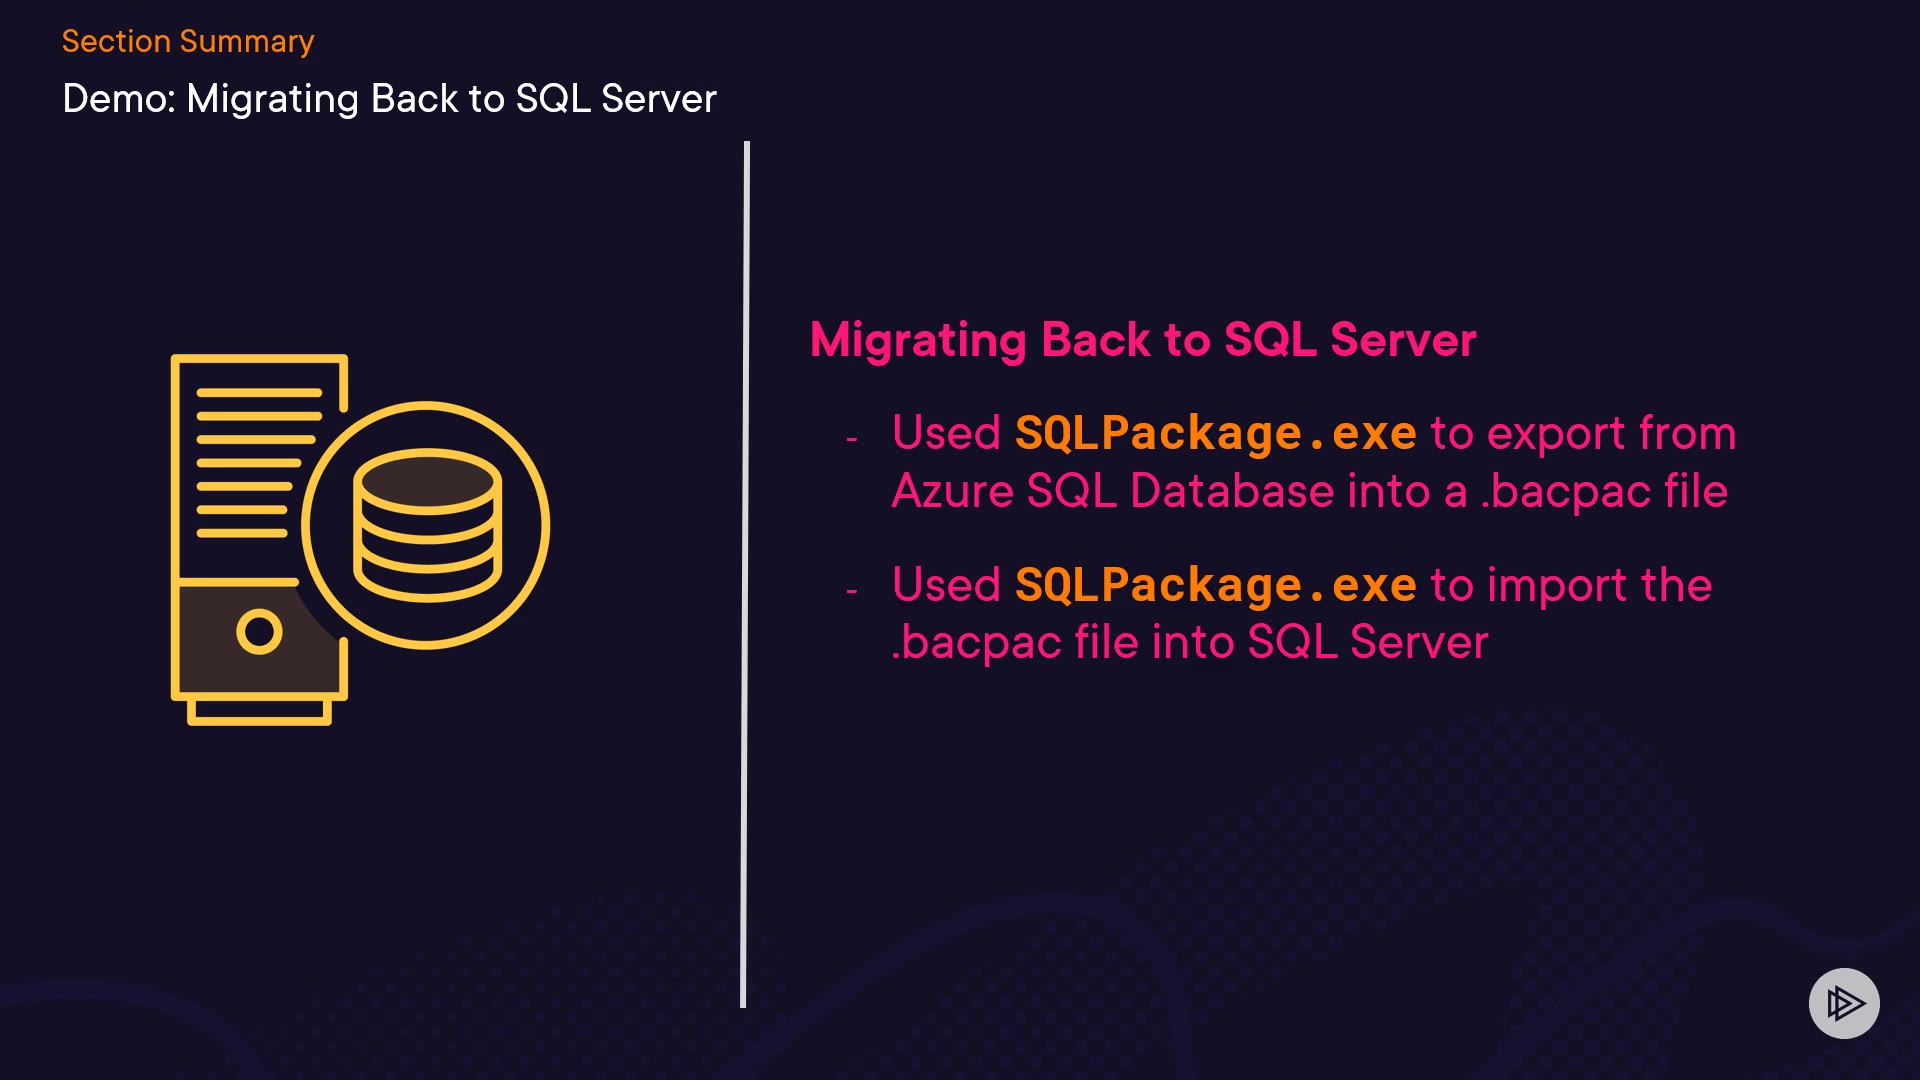 Section Summary
Demo: Migrating Back to SQL Server
Migrating Back to SQL Server
- Used SQLPackage.exe to export from
Azure SQL Database into a .bacpac file
- Used SQLPackage.exe to import the
.bacpac file into SQL Server